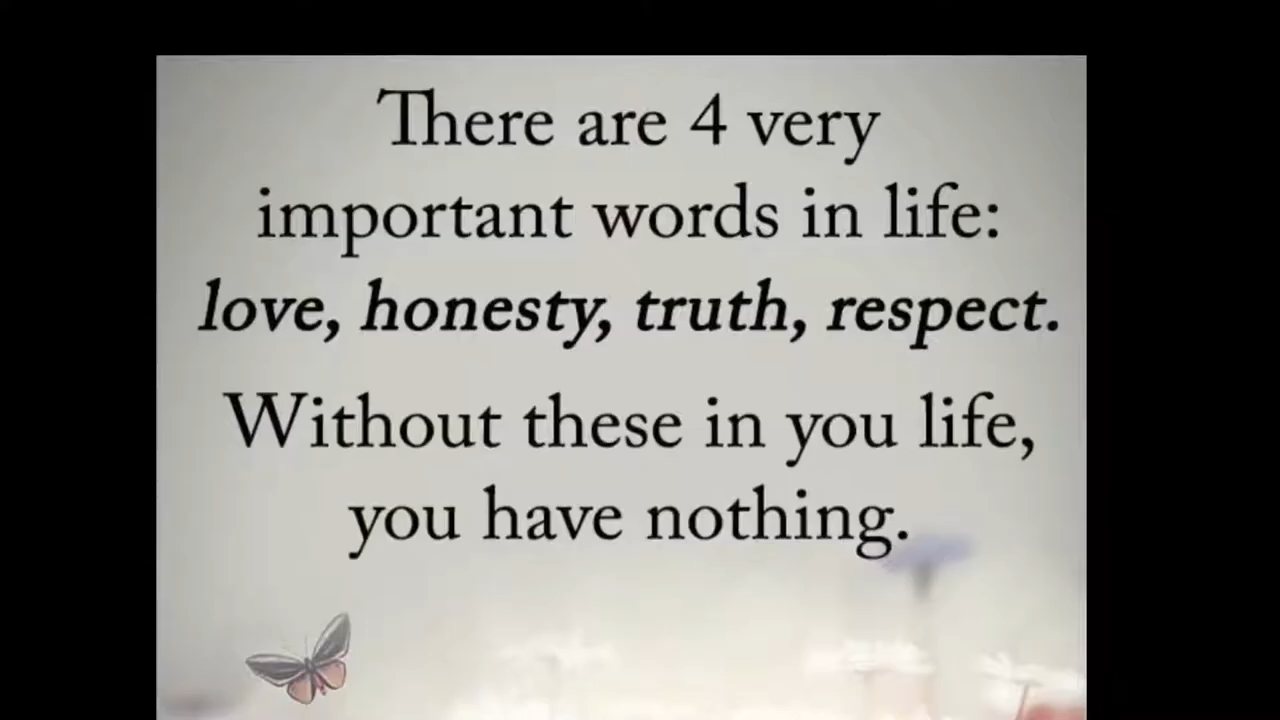 There are 4 very
important words in life:
love, honesty, truth, respect.
Without these in you life,
you have nothing.